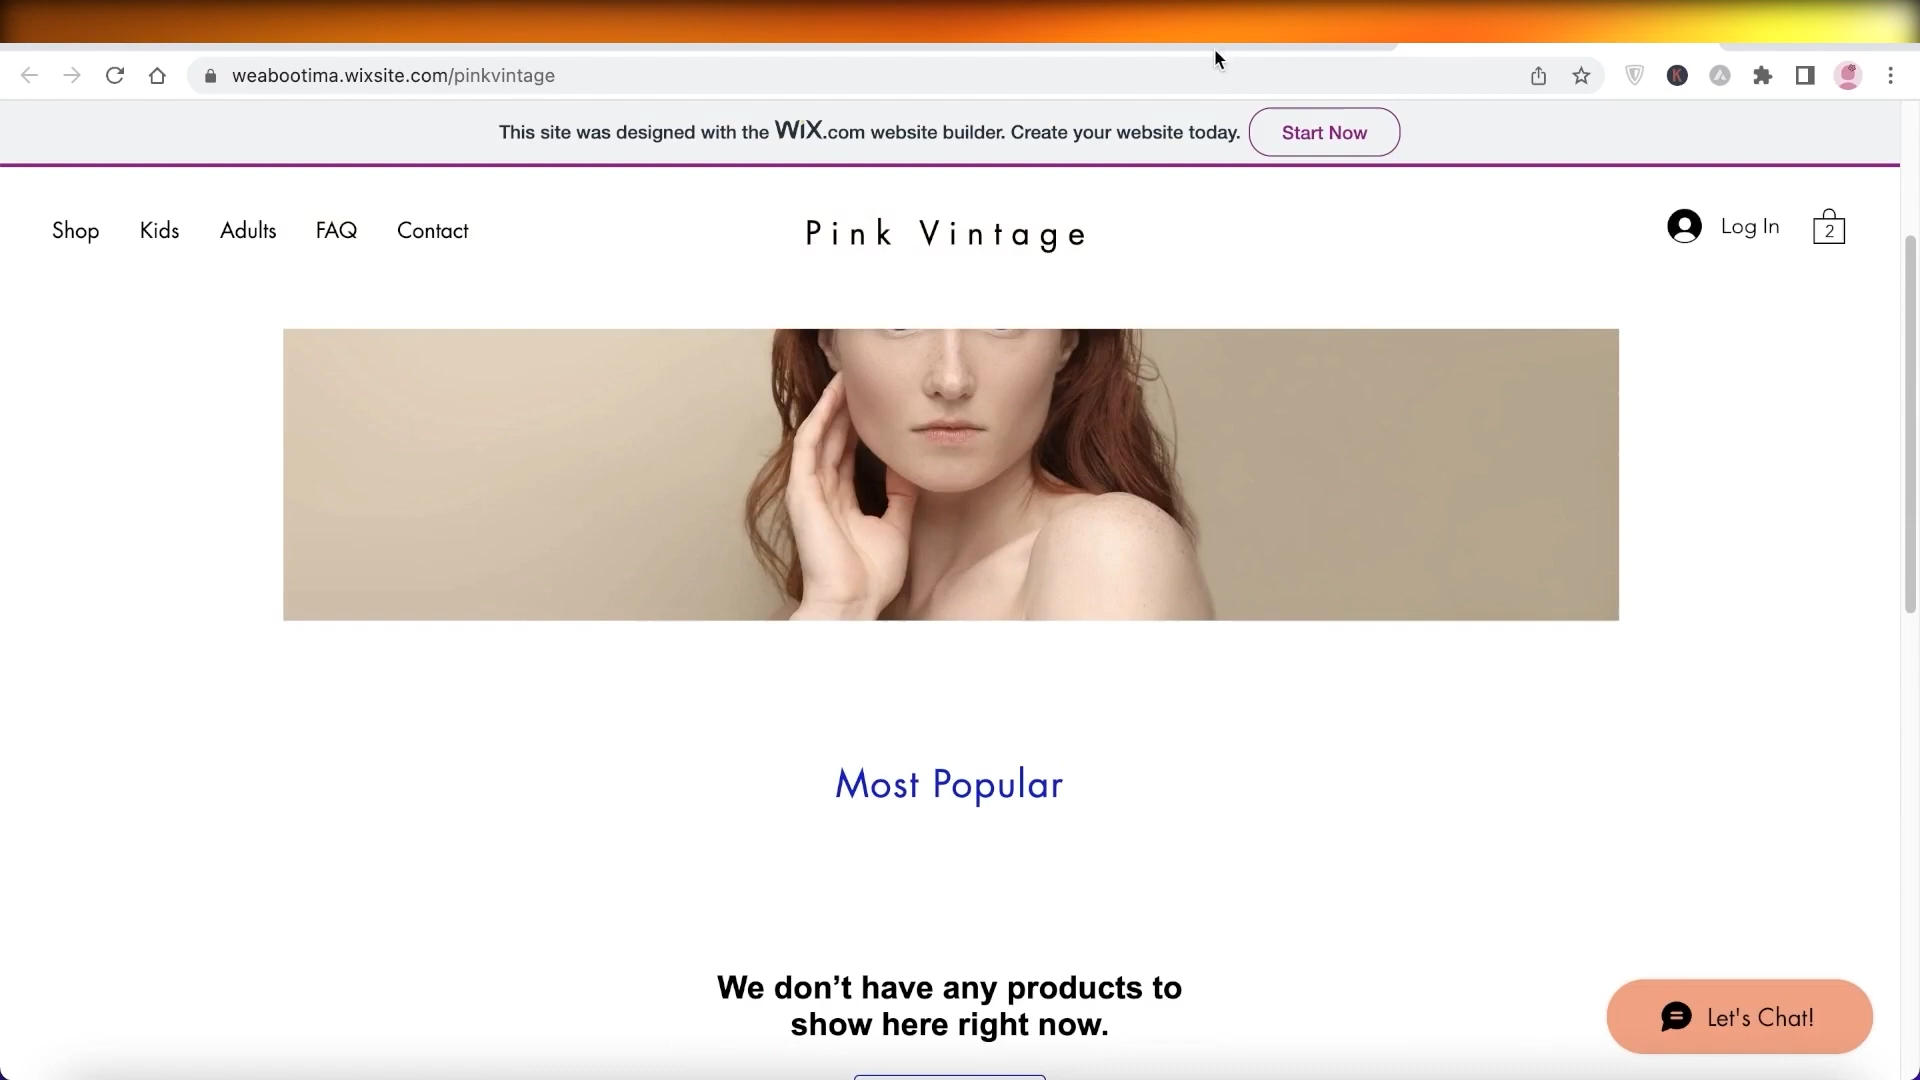 weabootima.wixsite.com/pinkvintage
K
This site was designed with the WiX.com website builder. Create your website today.
Start Now
Shop
Kids
Adults
FAQ
Contact
Pink Vintage
Log In
2
Most Popular
We don’t have any products to
show here right now.
Let's Chat!